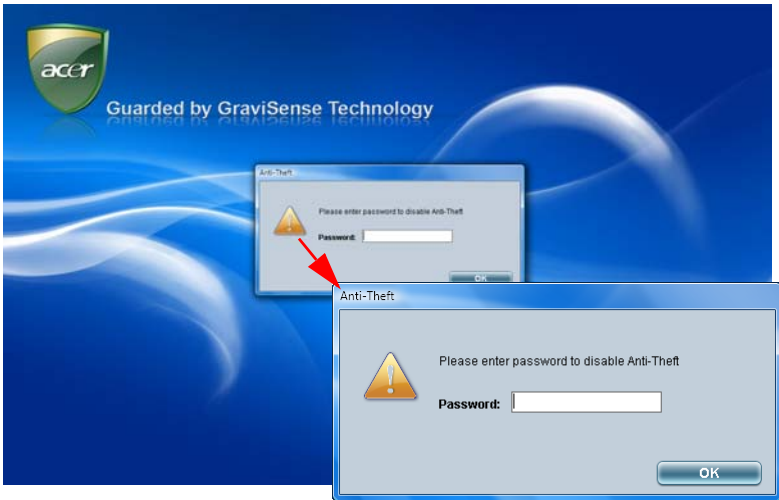 acer
Guarded by GraviSense Technology
Anti-Theft
Please enter password to disable Anti-Theft
Password:
OK
Anti-Theft
Please enter password to disable Anti-Theft
Password:
OK